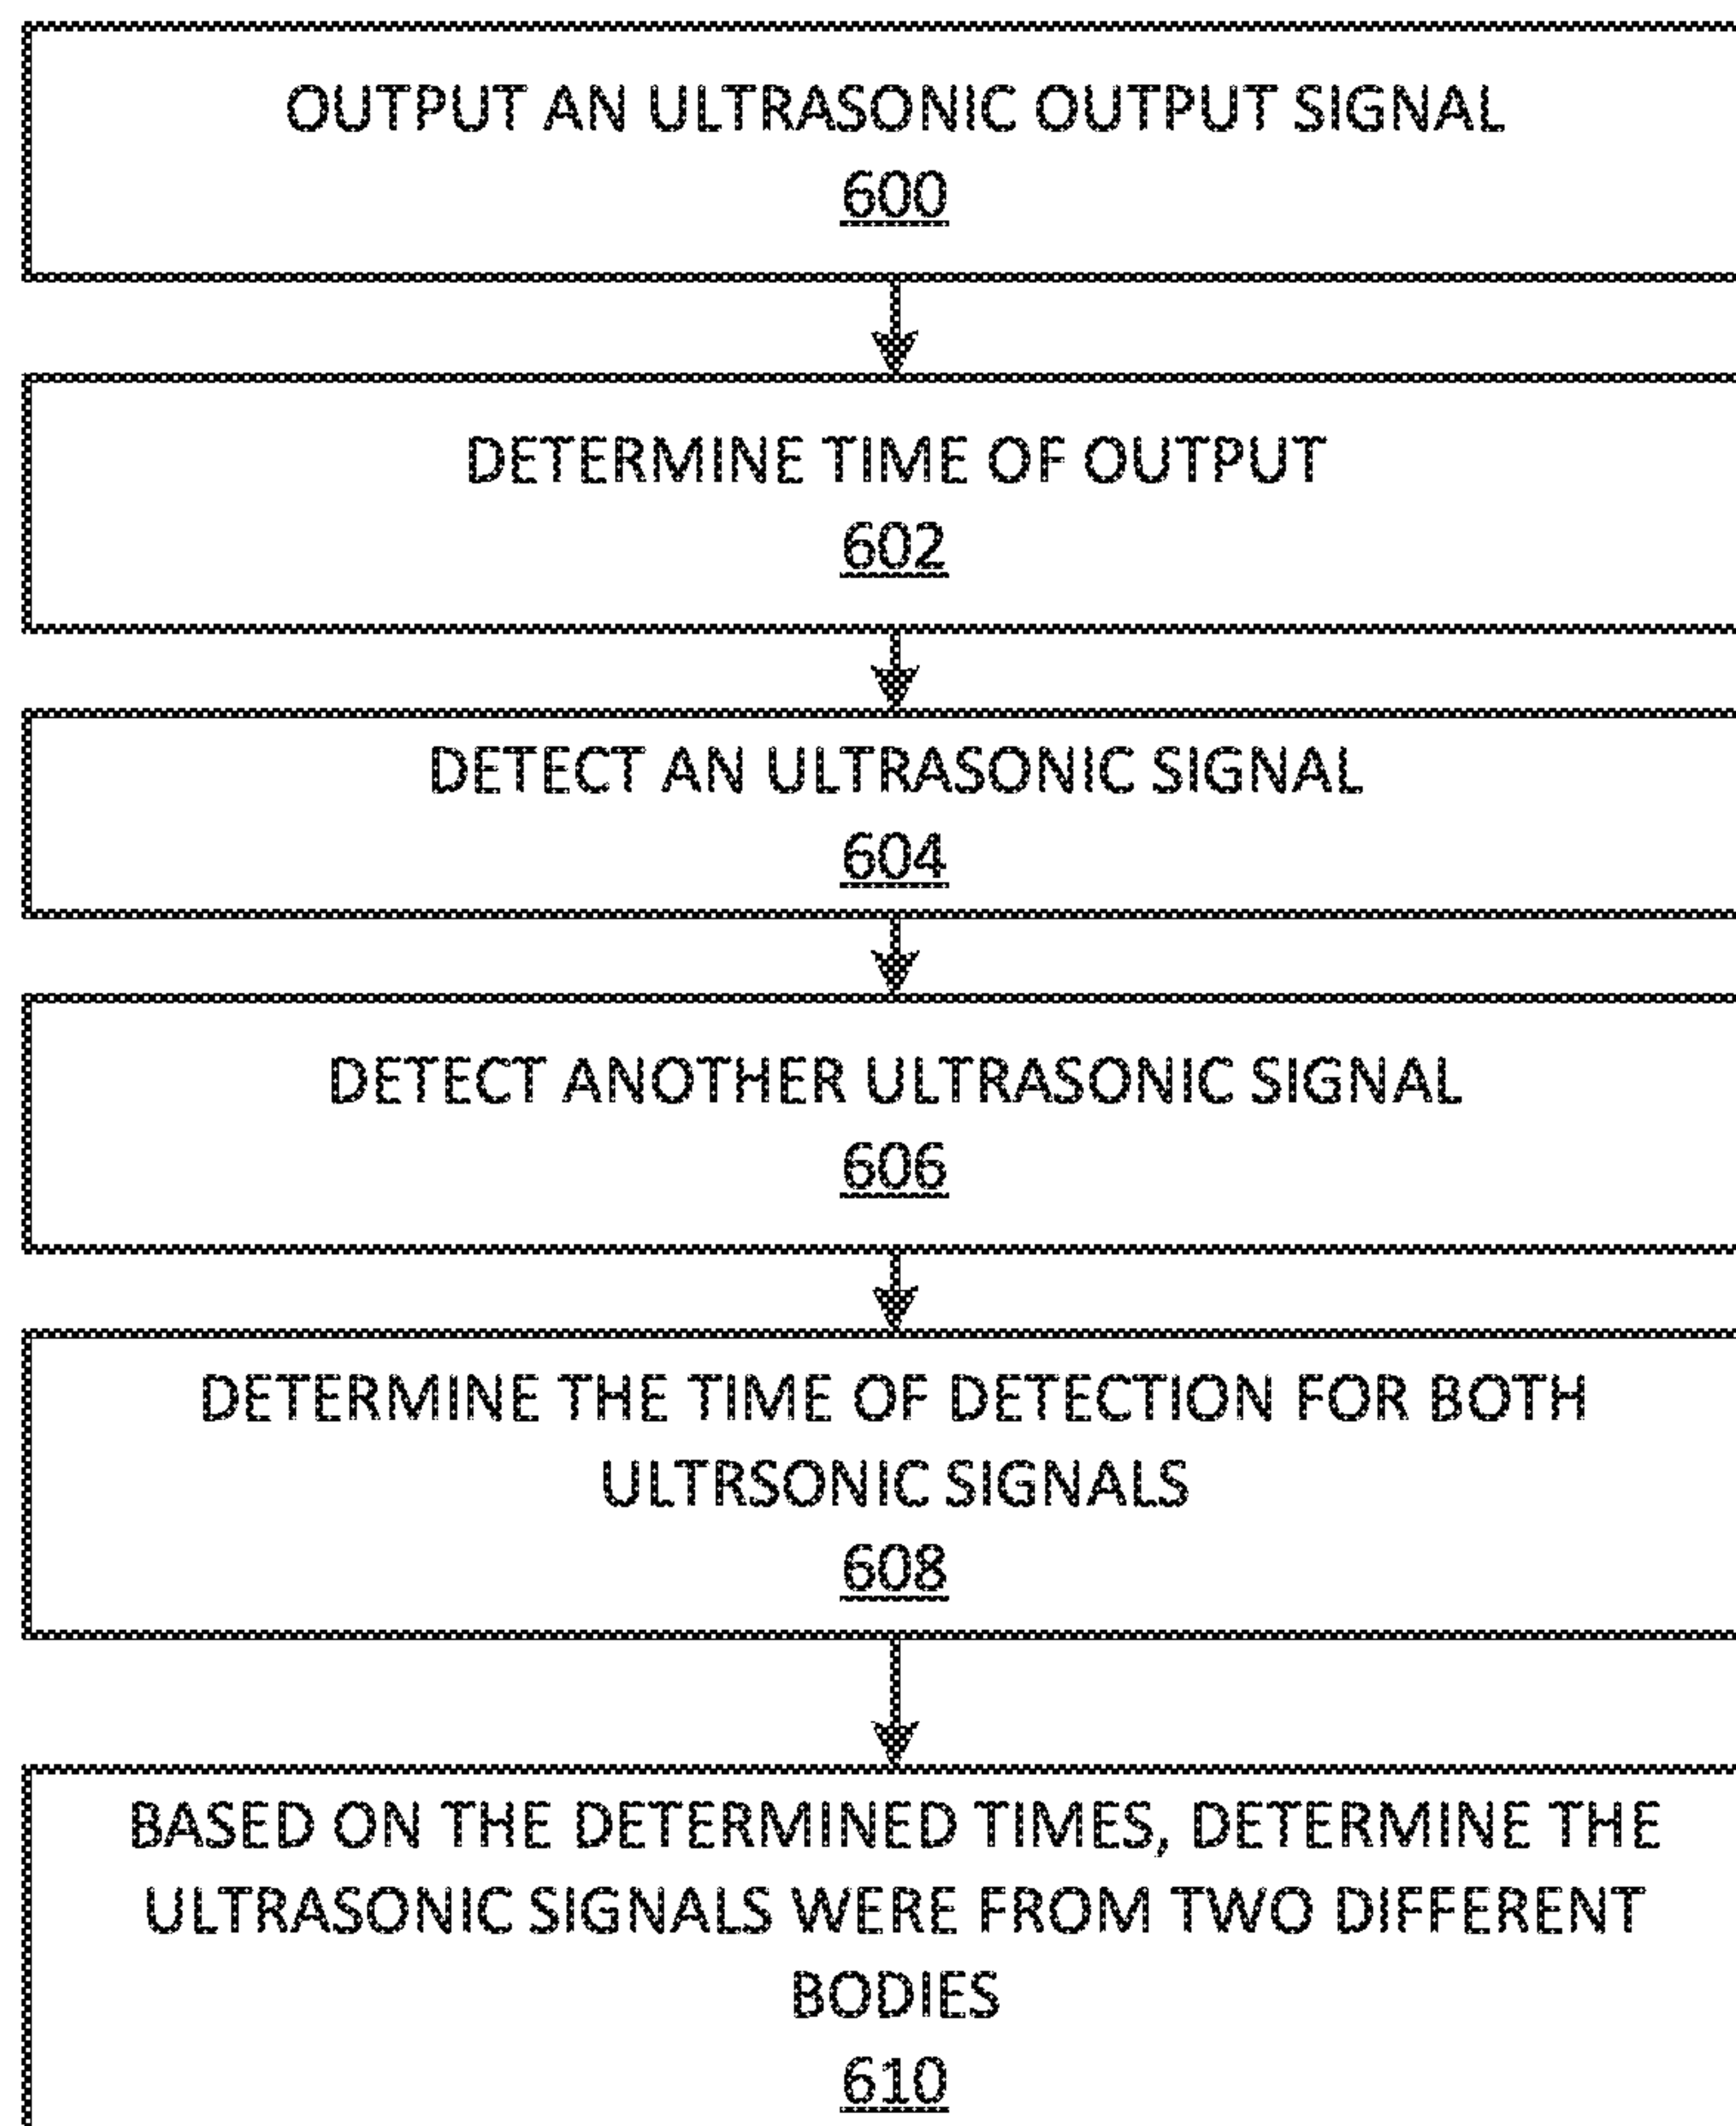 OUTPUT AN ULTRASONIC OUTPUT SIGNAL
600
DETERMINE TIME OF OUTPUT
602
DETECT AN ULTRASONIC SIGNAL
604
DETECT ANOTHER ULTRASONIC SIGNAL
606
DETERMINE THE TIME OF DETECTION FOR BOTH
ULTRSONIC SIGNALS
608
BASED ON THE DETERMINED TIMES, DETERMINE THE
ULTRASONIC SIGNALS WERE FROM TWO DIFFERENT
BODIES
610